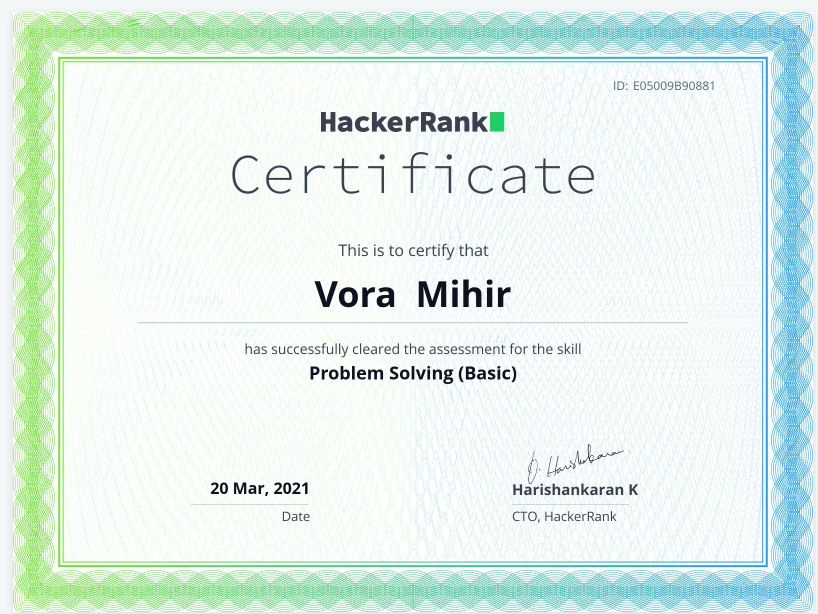 ID: E05009B90881
HackerRank
Certificate
This is to certify that
Vora Mihir
has successfully cleared the assessment for the skill
Problem Solving (Basic)
20 Mar, 2021
Date
D. Harishankaran
Harishankaran K
CTO, HackerRank